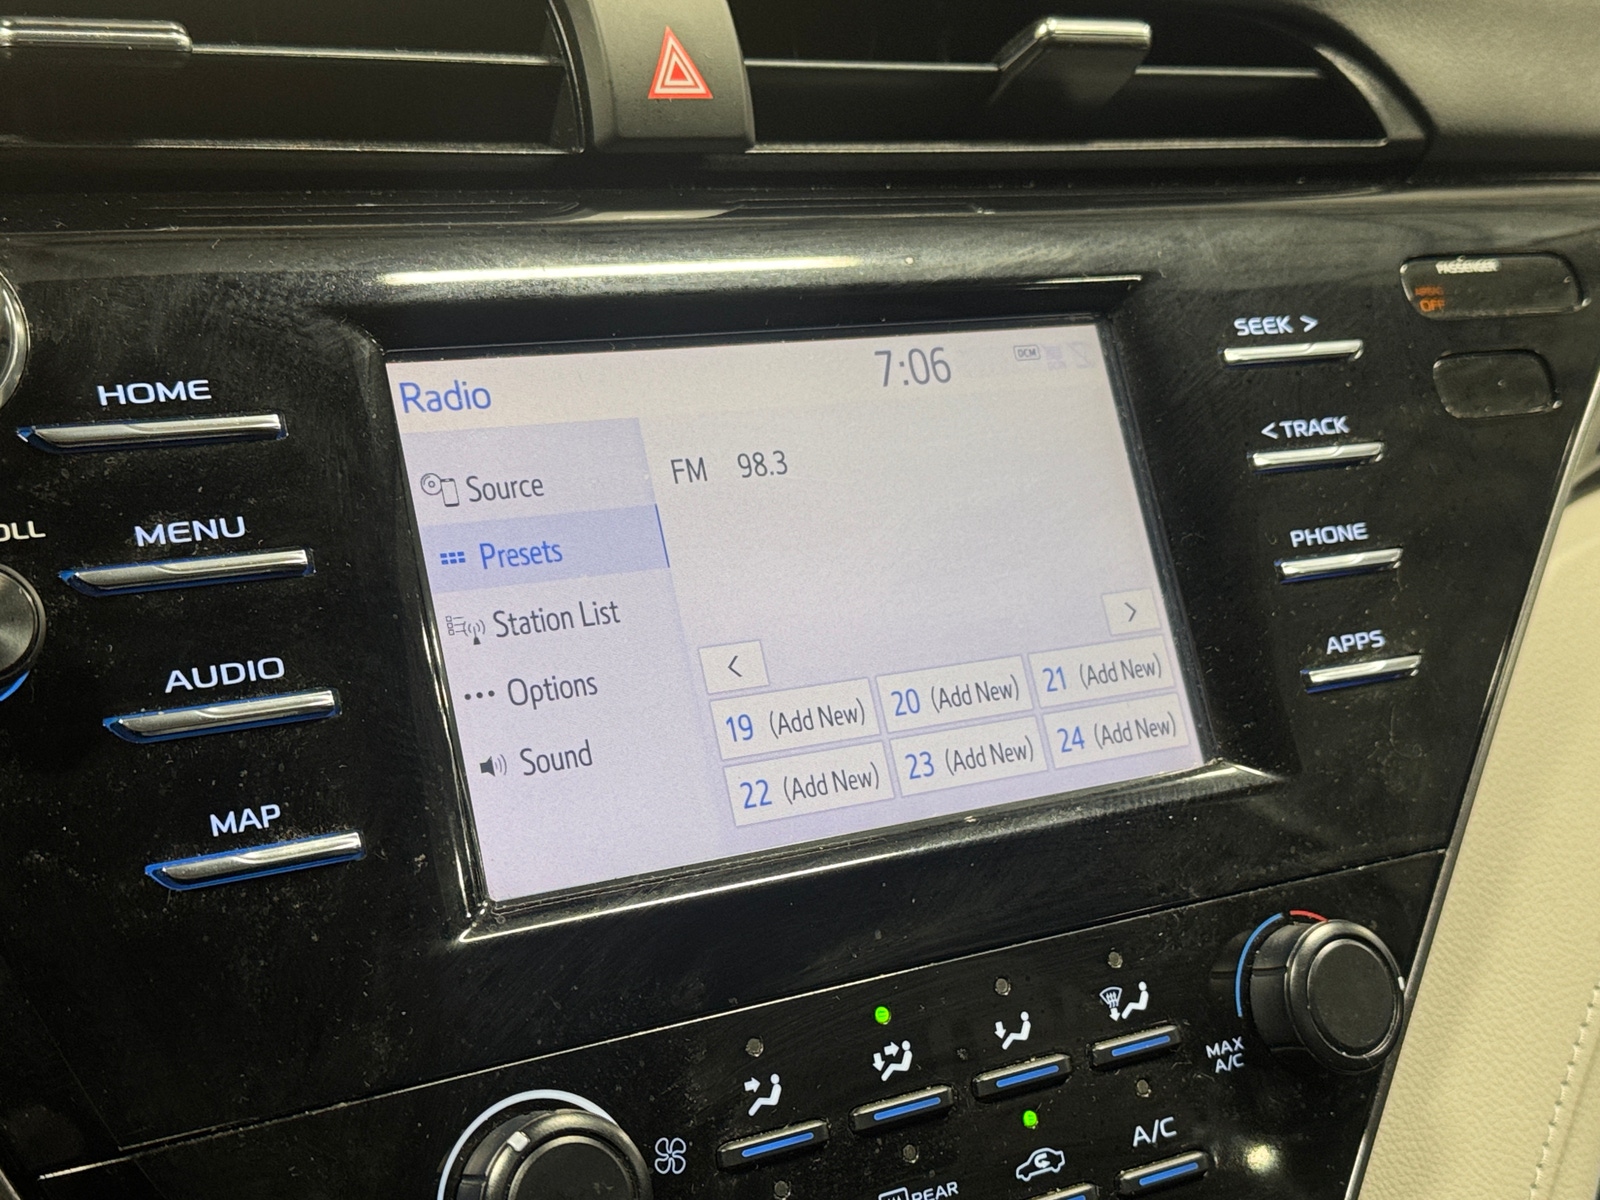 PASSENGER
AIRBAG
OFF
SEEK >
< TRACK
PHONE
APPS
HOME
OLL
MENU
AUDIO
MAP
Radio
7:06
DCM
Source
Presets
Station List
Options
Sound
FM 98.3
<
>
19 (Add New)
20 (Add New)
21 (Add New)
22 (Add New)
23 (Add New)
24 (Add New)
MAX
A/C
A/C
REAR